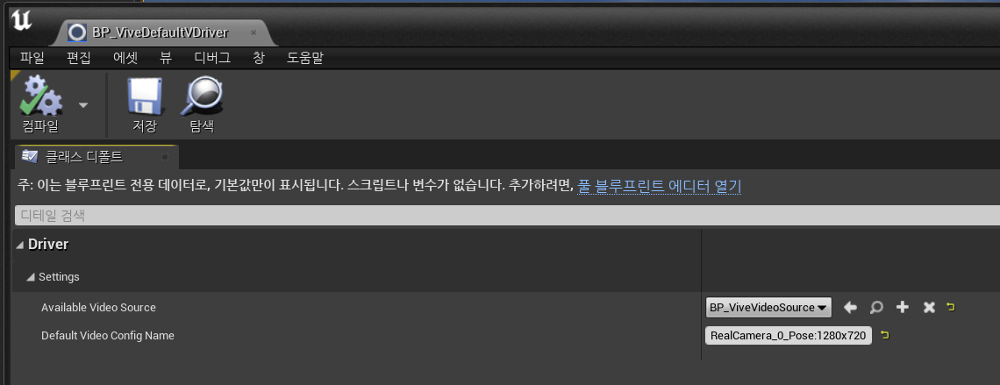 BP_ViveDefaultVDriver
파일 편집 에셋 뷰 디버그 창 도움말
컴파일 저장 탐색
클래스 디폴트
주: 이는 블루프린트 전용 데이터로, 기본값만이 표시됩니다. 스크립트나 변수가 없습니다. 추가하려면, 풀 블루프린트 에디터 열기
디테일 검색
Driver
Settings
Available Video Source BP_ViveVideoSource
Default Video Config Name RealCamera_0_Pose:1280x720